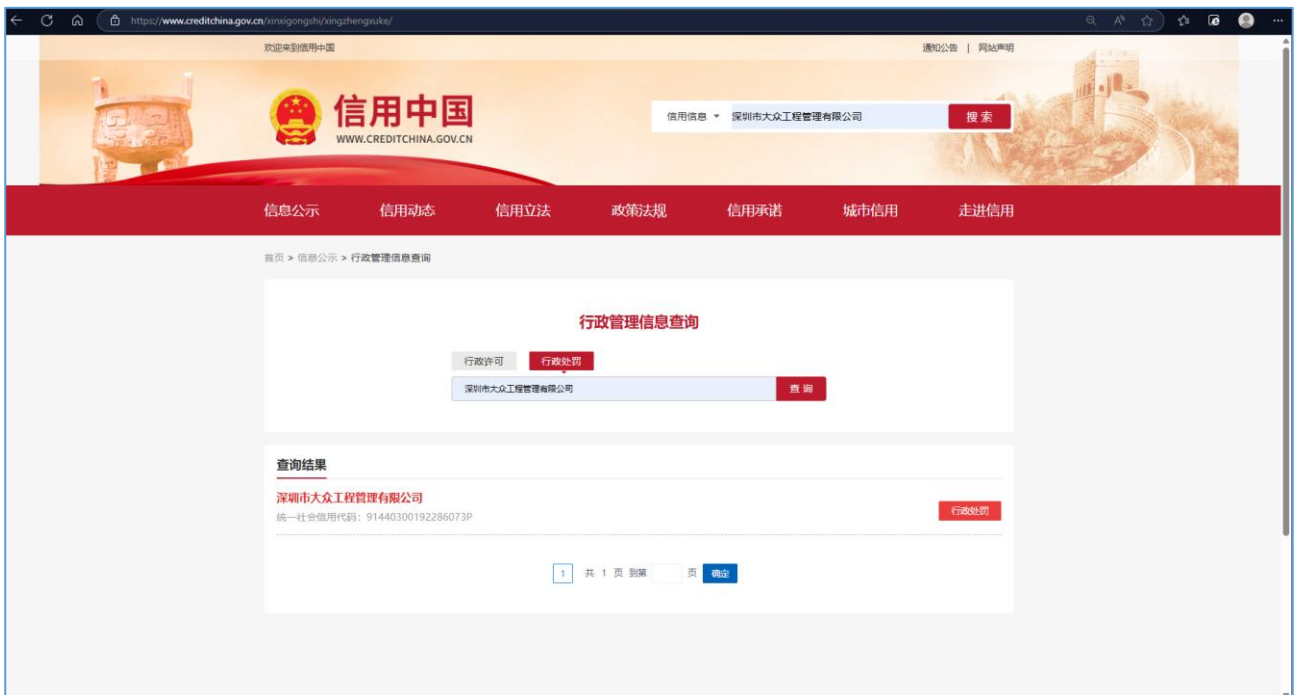 https://www.creditchina.gov.cn/xinxigongshi/xingzhengxuke/
欢迎来到信用中国
通知公告 | 网站声明
信用中国
WWW.CREDITCHINA.GOV.CN
信用信息 深圳市大众工程管理有限公司 搜索
信息公示 信用动态 信用立法 政策法规 信用承诺 城市信用 走进信用
首页 > 信息公示 > 行政管理信息查询
行政管理信息查询
行政许可 行政处罚
深圳市大众工程管理有限公司 查询
查询结果
深圳市大众工程管理有限公司
统一社会信用代码：91440300192286073P
行政处罚
1 共 1 页 到第 页 确定